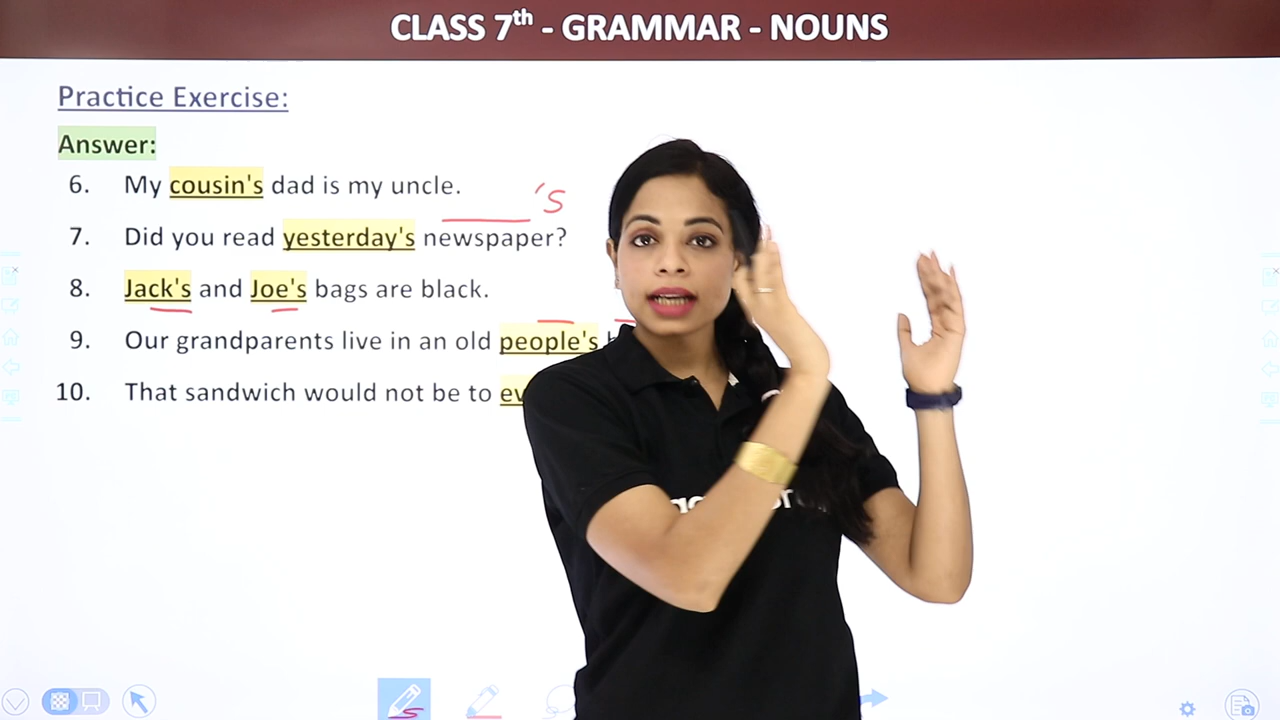 CLASS 7th - GRAMMAR - NOUNS
Practice Exercise:
Answer:
6. My cousin's dad is my uncle.
's
7. Did you read yesterday's newspaper?
8. Jack's and Joe's bags are black.
9. Our grandparents live in an old people's
10. That sandwich would not be to